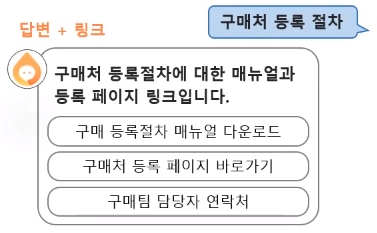 구매처 등록 절차
답변 + 링크
구매처 등록절차에 대한 매뉴얼과
등록 페이지 링크입니다.
구매 등록절차 매뉴얼 다운로드
구매처 등록 페이지 바로가기
구매팀 담당자 연락처